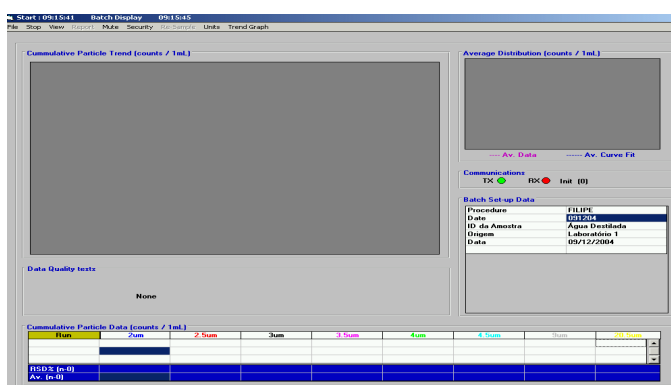 Start : 09:15:41 Batch Display 09:15:45
File Stop View Report Mute Security Re Sample Units Trend Graph
Cummulative Particle Trend (counts / 1mL)
Average Distribution (counts / 1mL)
---- Av. Data ------ Av. Curve Fit
Communications
TX RX Init (0)
Batch Set-up Data
Procedure FILIPE
Date 091204
ID da Amostra Água Destilada
Origem Laboratório 1
Data 09/12/2004
Data Quality texts
None
Cummulative Particle Data (counts / 1mL)
Run 2um 2.5um 3um 3.5um 4um 4.5um 5um
RSD% (n-0)
Av. (n-0)